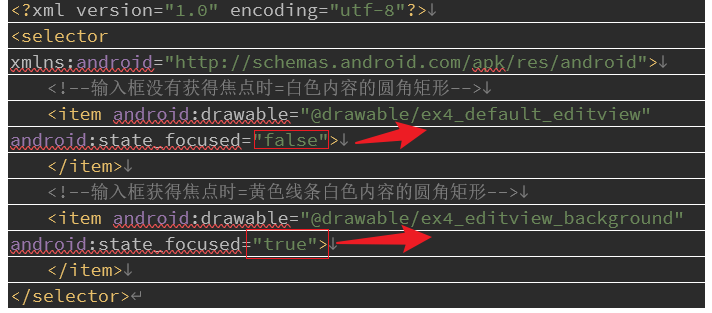 <?xml version="1.0" encoding="utf-8"?>↓
<selector
xmlns:android="http://schemas.android.com/apk/res/android">↓
<!--输入框没有获得焦点时=白色内容的圆角矩形-->↓
<item android:drawable="@drawable/ex4_default_editview"
android:state_focused="false">↓
</item>↓
<!--输入框获得焦点时=黄色线条白色内容的圆角矩形-->↓
<item android:drawable="@drawable/ex4_editview_background"
android:state_focused="true">↓
</item>↓
</selector>↵